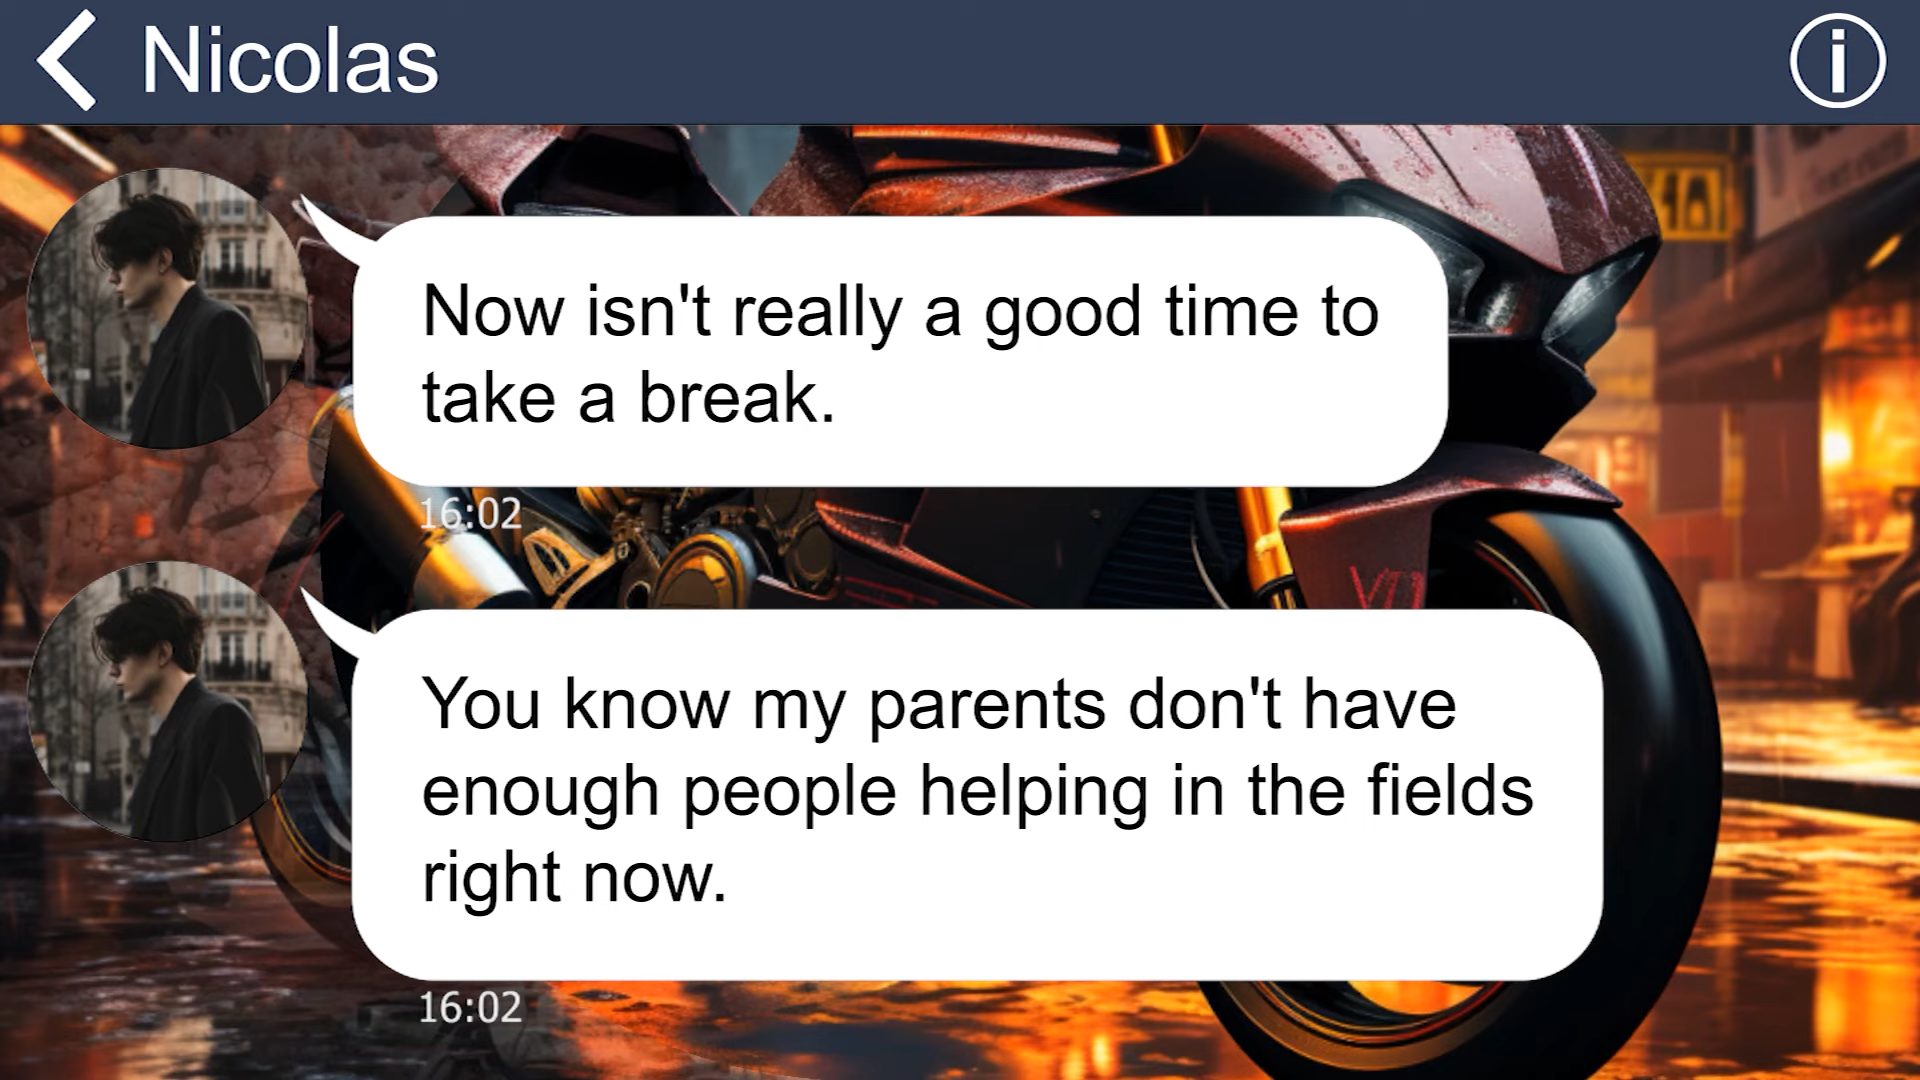 Nicolas
Now isn't really a good time to
take a break.
16:02
You know my parents don't have
enough people helping in the fields
right now.
16:02